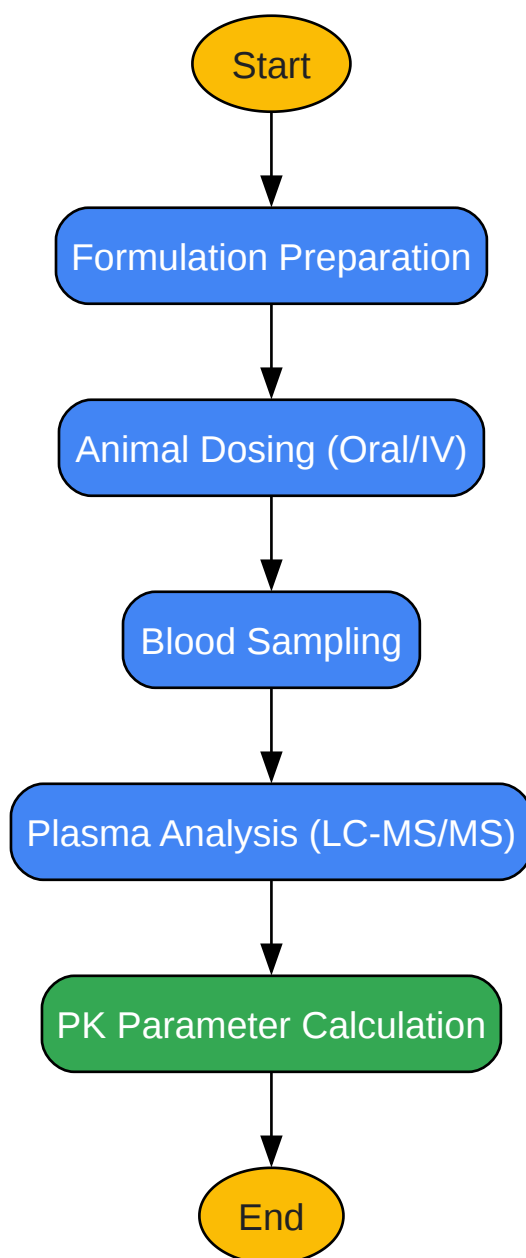 Start
Formulation Preparation
Animal Dosing (Oral/IV)
Blood Sampling
Plasma Analysis (LC-MS/MS)
PK Parameter Calculation
End